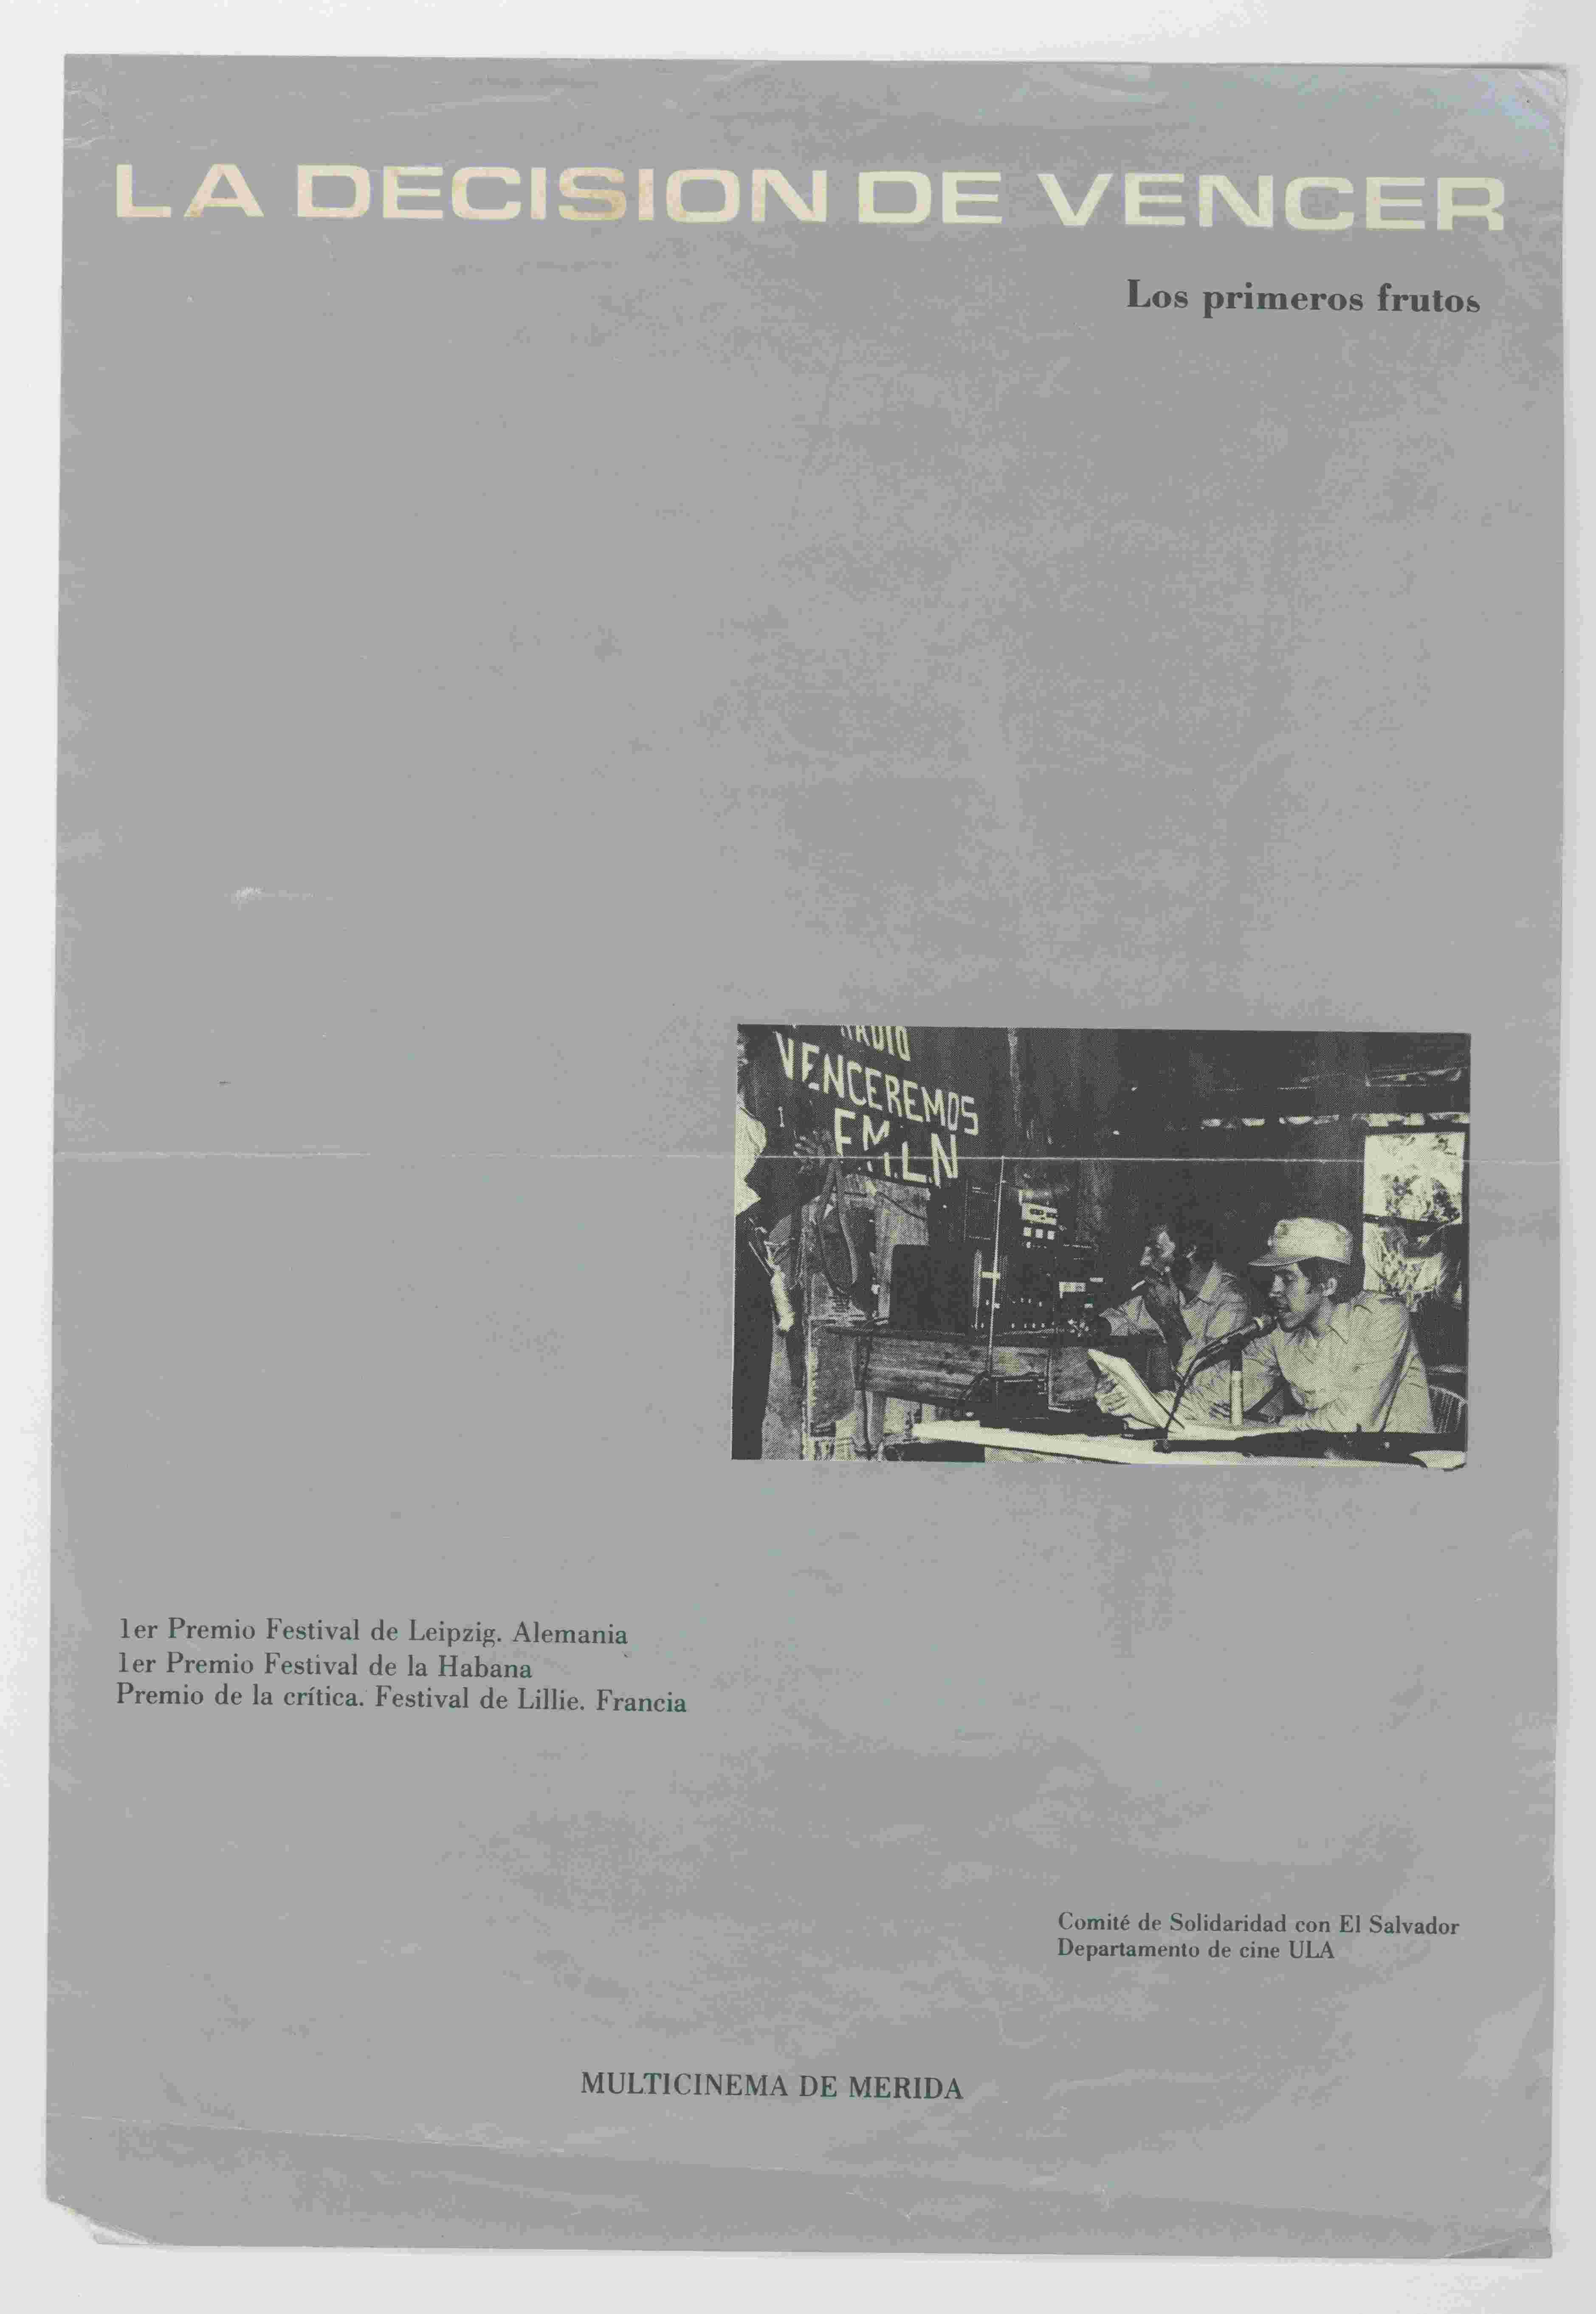 LA DECISION DE VENCER
Los primeros frutos
RADIO
VENCEREMOS
F.M.L.N
1er Premio Festival de Leipzig. Alemania
1er Premio Festival de la Habana
Premio de la crítica. Festival de Lillie. Francia
Comité de Solidaridad con El Salvador
Departamento de cine ULA
MULTICINEMA DE MERIDA